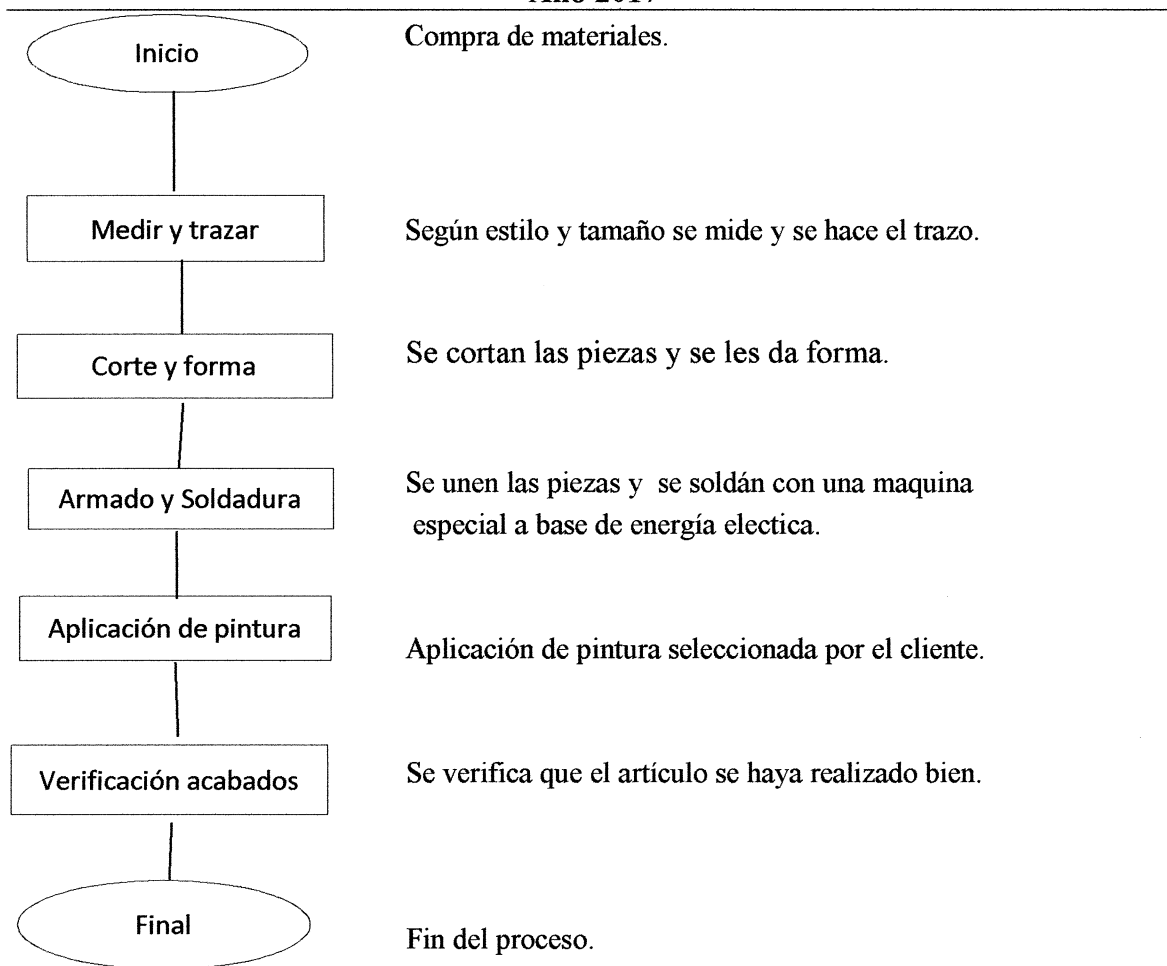 Año 2017
Inicio
Compra de materiales.
Medir y trazar
Según estilo y tamaño se mide y se hace el trazo.
Corte y forma
Se cortan las piezas y se les da forma.
Armado y Soldadura
Se unen las piezas y se soldán con una maquina
especial a base de energía electica.
Aplicación de pintura
Aplicación de pintura seleccionada por el cliente.
Verificación acabados
Se verifica que el artículo se haya realizado bien.
Final
Fin del proceso.